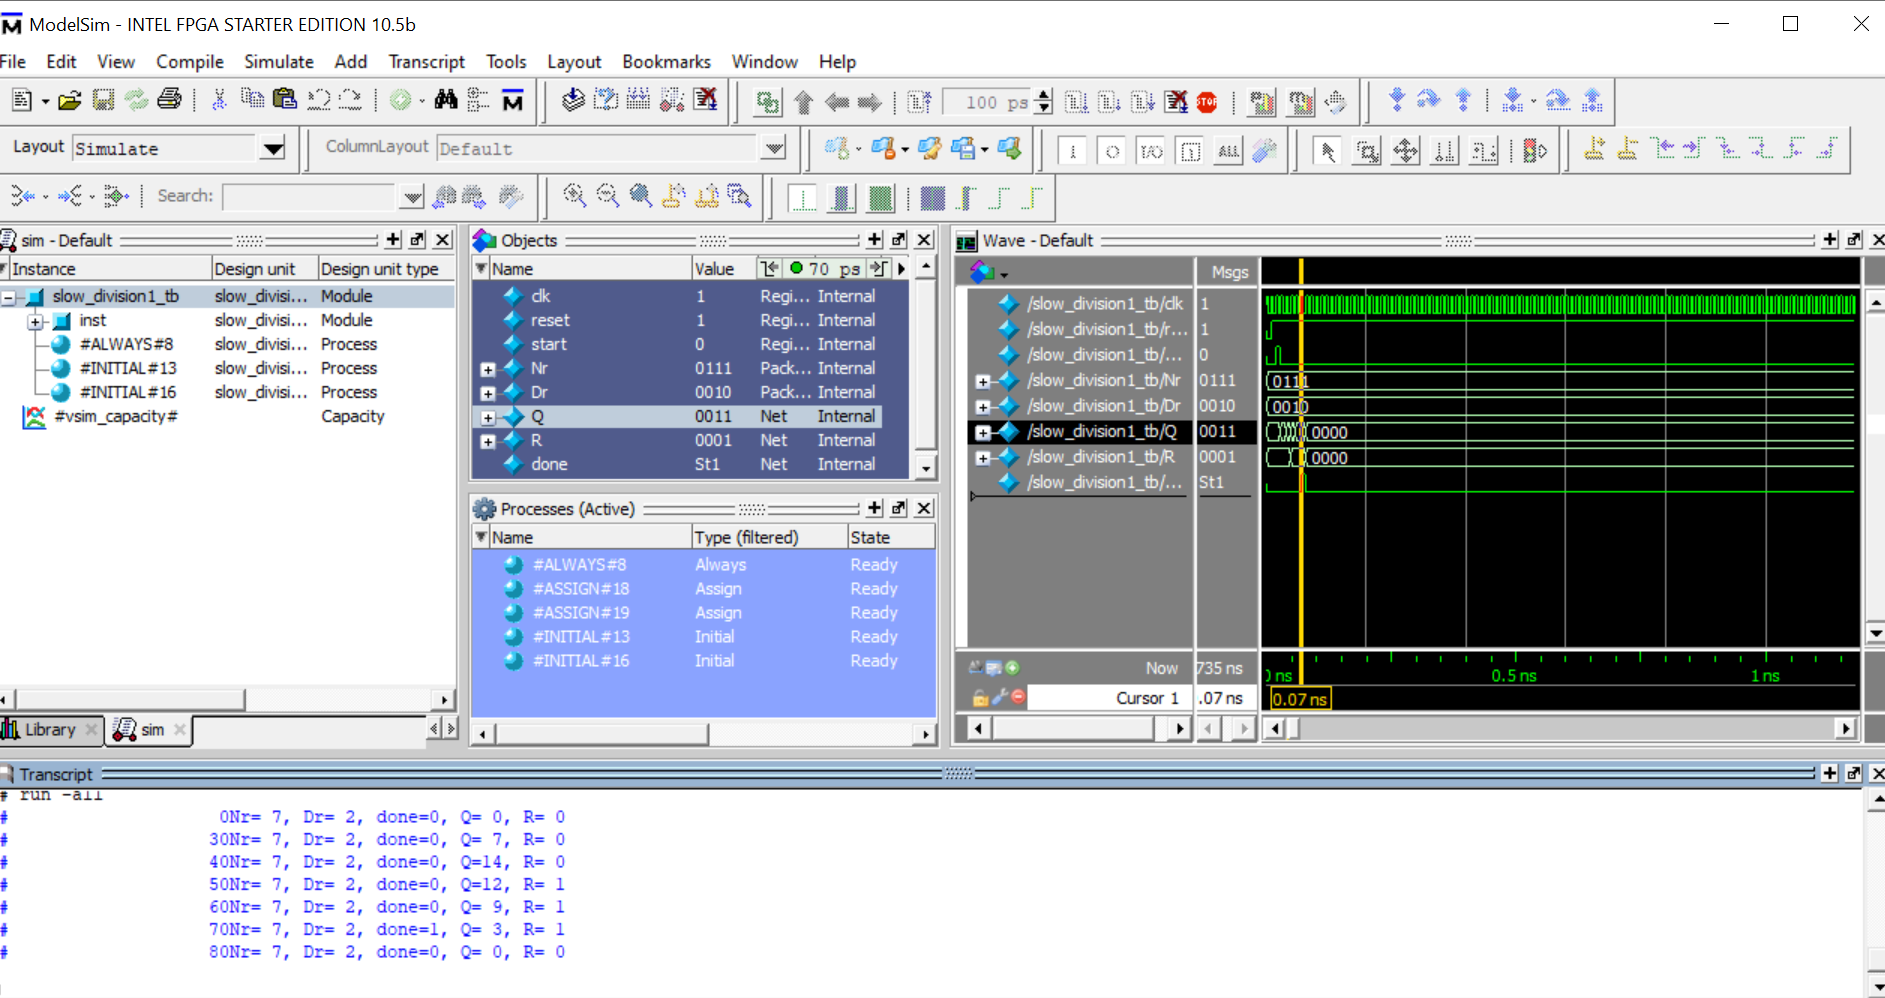 ModelSim - INTEL FPGA STARTER EDITION 10.5b
File Edit View Compile Simulate Add Transcript Tools Layout Bookmarks Window Help
100 ps
STOP
Layout Simulate
ColumnLayout Default
ALL
Search:
sim - Default
Instance Design unit Design unit type
slow_division1_tb slow_divisi... Module
inst slow_divisi... Module
#ALWAYS#8 slow_divisi... Process
#INITIAL#13 slow_divisi... Process
#INITIAL#16 slow_divisi... Process
#vsim_capacity# Capacity
Library sim
Objects
Name Value 70 ps
clk 1 Regi... Internal
reset 1 Regi... Internal
start 0 Regi... Internal
Nr 0111 Pack... Internal
Dr 0010 Pack... Internal
Q 0011 Net Internal
R 0001 Net Internal
done St1 Net Internal
Processes (Active)
Name Type (filtered) State
#ALWAYS#8 Always Ready
#ASSIGN#18 Assign Ready
#ASSIGN#19 Assign Ready
#INITIAL#13 Initial Ready
#INITIAL#16 Initial Ready
Wave - Default
Msgs
/slow_division1_tb/clk 1
/slow_division1_tb/r... 1
/slow_division1_tb/... 0
/slow_division1_tb/Nr 0111 0111
/slow_division1_tb/Dr 0010 0010
/slow_division1_tb/Q 0011 0000
/slow_division1_tb/R 0001 0000
/slow_division1_tb/... St1
Now 735 ns ns 0.5 ns 1 ns
Cursor 1 .07 ns 0.07 ns
Transcript
# run -all
# 0Nr= 7, Dr= 2, done=0, Q= 0, R= 0
# 30Nr= 7, Dr= 2, done=0, Q= 7, R= 0
# 40Nr= 7, Dr= 2, done=0, Q=14, R= 0
# 50Nr= 7, Dr= 2, done=0, Q=12, R= 1
# 60Nr= 7, Dr= 2, done=0, Q= 9, R= 1
# 70Nr= 7, Dr= 2, done=1, Q= 3, R= 1
# 80Nr= 7, Dr= 2, done=0, Q= 0, R= 0